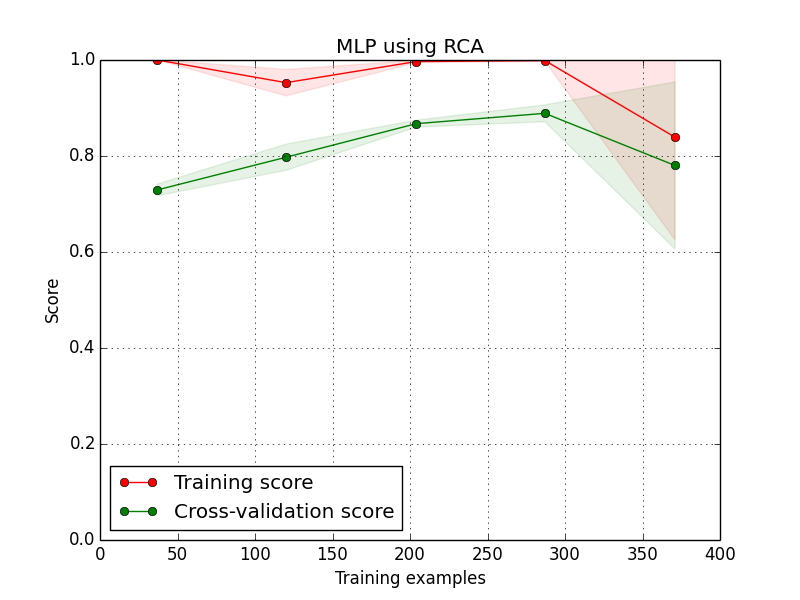 MLP using RCA
1.0
0.8
0.6
0.4
0.2
0.0
Score
Training score
Cross-validation score
0 50 100 150 200 250 300 350 400
Training examples